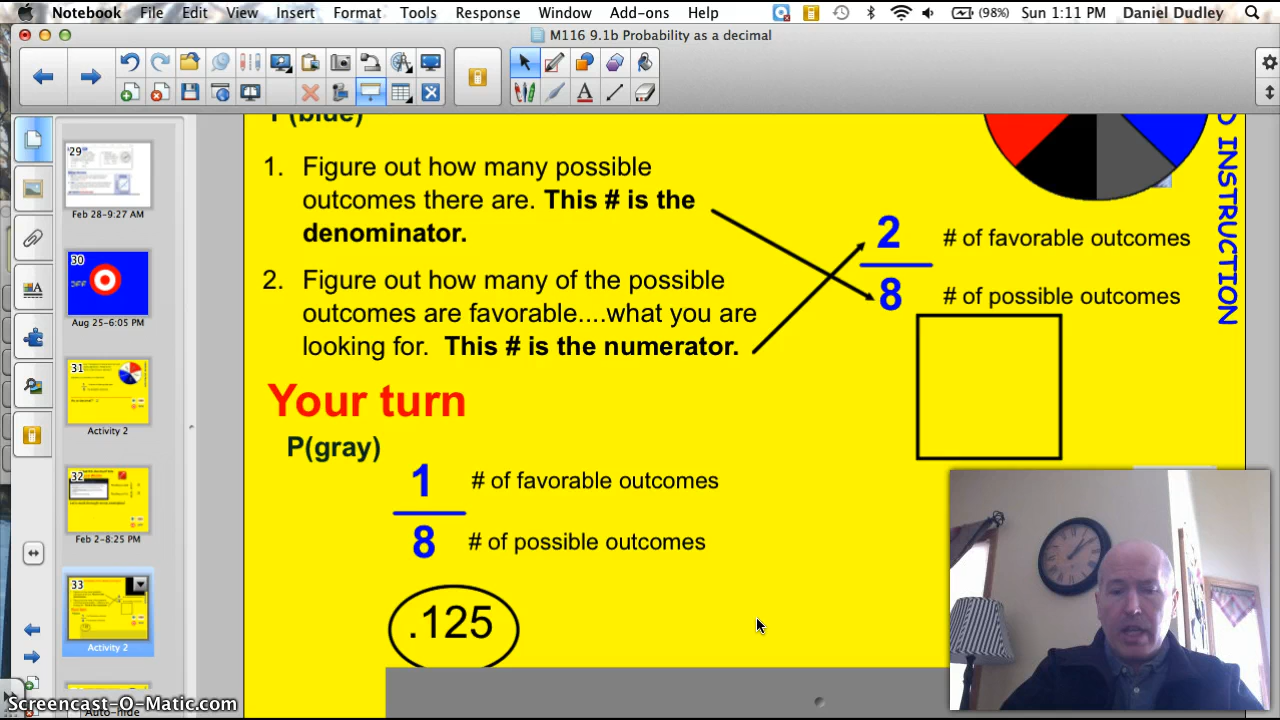 Notebook File Edit View Insert Format Tools Response Window Add-ons Help (98%) Sun 1:11 PM Daniel Dudley
M116 9.1b Probability as a decimal
29
Feb 28-9:27 AM
30
Aug 25-6:05 PM
31
Activity 2
32
Feb 2-8:25 PM
33
Activity 2
Auto-hide
P(blue)
1. Figure out how many possible
outcomes there are. This # is the
denominator.
2. Figure out how many of the possible
outcomes are favorable....what you are
looking for. This # is the numerator.
2 # of favorable outcomes
8 # of possible outcomes
INSTRUCTION
Your turn
P(gray)
1 # of favorable outcomes
8 # of possible outcomes
.125
Screencast-O-Matic.com